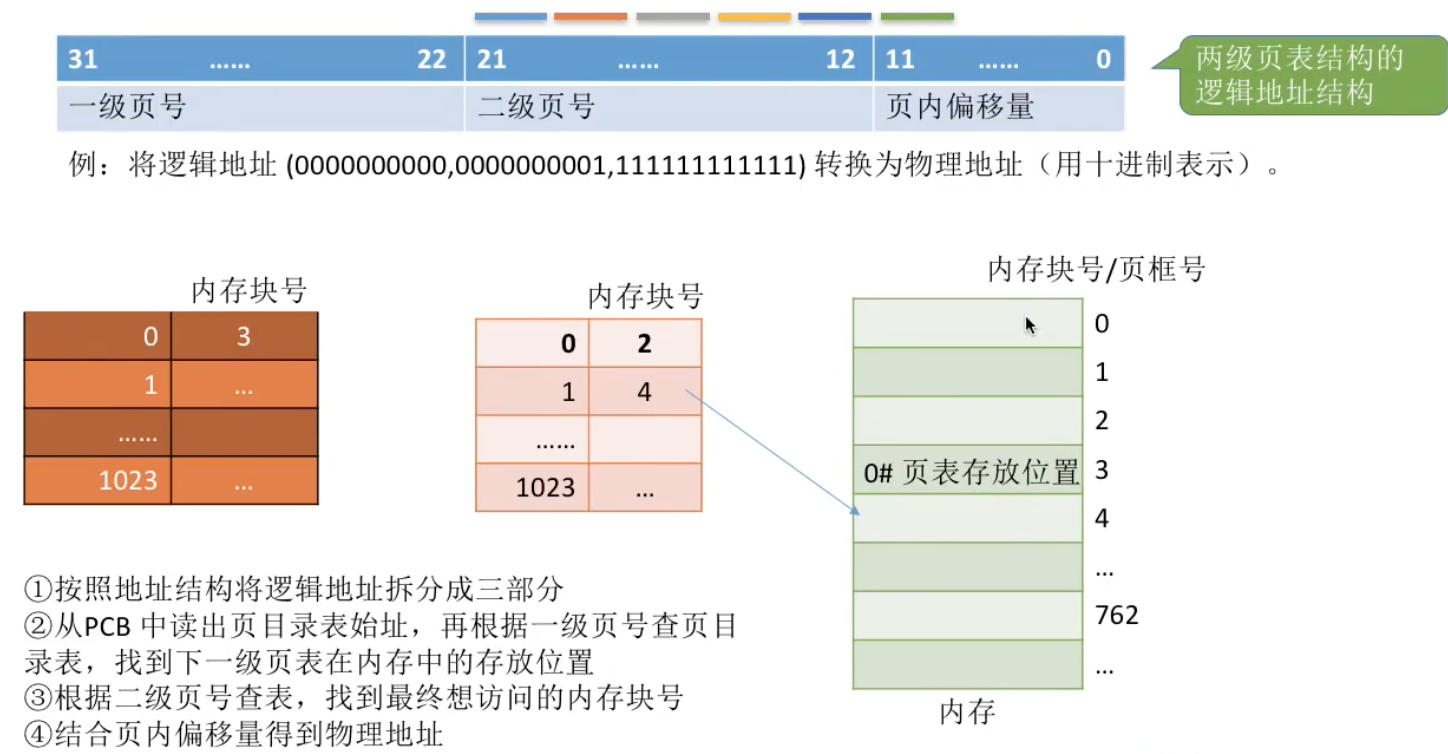 31 …… 22 21 …… 12 11 …… 0
一级页号 二级页号 页内偏移量
两级页表结构的
逻辑地址结构
例：将逻辑地址 (0000000000,0000000001,111111111111) 转换为物理地址（用十进制表示）。
内存块号
0 3
1 …
……
1023 …
内存块号
0 2
1 4
……
1023 …
内存块号/页框号
0
1
2
0# 页表存放位置 3
4
…
762
…
内存
①按照地址结构将逻辑地址拆分成三部分
②从PCB 中读出页目录表始址，再根据一级页号查页目
录表，找到下一级页表在内存中的存放位置
③根据二级页号查表，找到最终想访问的内存块号
④结合页内偏移量得到物理地址